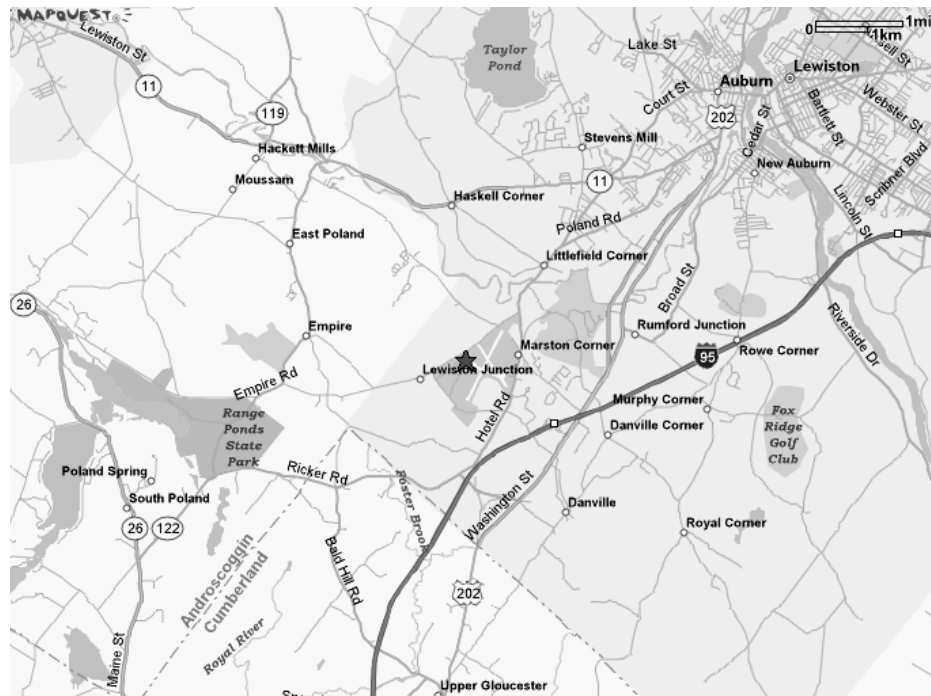 MAPQUEST
0 1mi
1km
Lewiston St
11
119
Hackett Mills
Moussam
East Poland
26
Empire
Empire Rd
Range
Ponds
State
Park
Poland Spring
South Poland
26
122
Maine St
Androscoggin
Cumberland
Royal River
Ricker Rd
Bald Hill Rd
Foster Brook
Taylor
Pond
Lake St
Court St
Auburn
Lewiston
202
Cedar St
Bartlett St
Webster St
Scribner Blvd
Lincoln St
Stevens Mill
New Auburn
11
Haskell Corner
Poland Rd
Littlefield Corner
Broad St
Riverside Dr
Marston Corner
Lewiston Junction
Rumford Junction
95
Rowe Corner
Hotel Rd
Murphy Corner
Danville Corner
Fox
Ridge
Golf
Club
Washington St
Danville
Royal Corner
202
Upper Gloucester